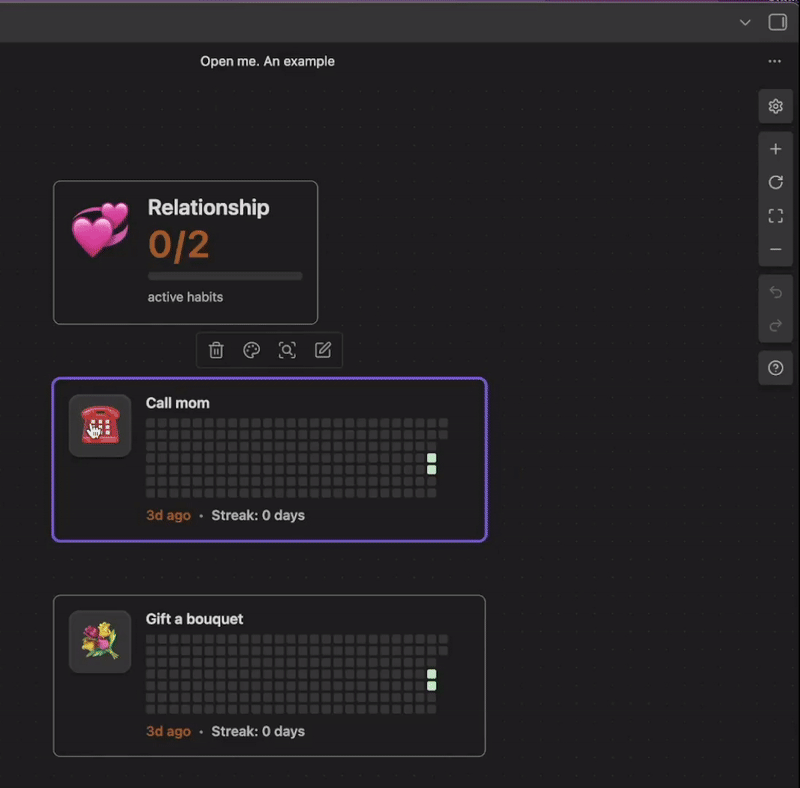 Open me. An example
Relationship
0/2
active habits
Call mom
3d ago • Streak: 0 days
Gift a bouquet
3d ago • Streak: 0 days